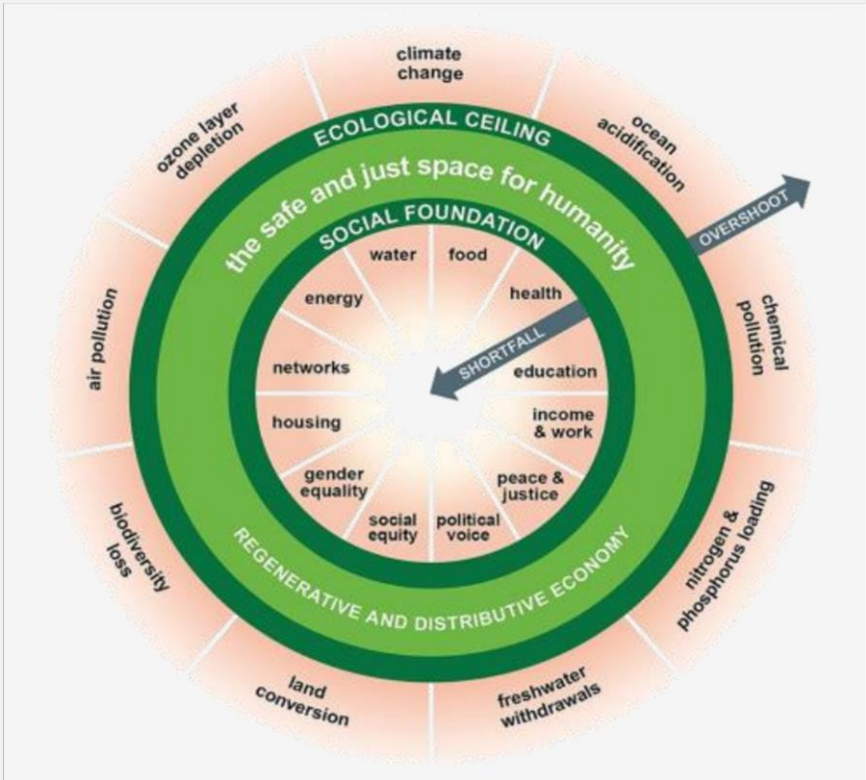 climate
change
ocean
acidification
chemical
pollution
nitrogen &
phosphorus loading
freshwater
withdrawals
land
conversion
biodiversity
loss
air pollution
ozone layer
depletion
OVERSHOOT
ECOLOGICAL CEILING
the safe and just space for humanity
SOCIAL FOUNDATION
water
food
health
SHORTFALL
education
income
& work
peace &
justice
political
voice
social
equity
gender
equality
housing
networks
energy
REGENERATIVE AND DISTRIBUTIVE ECONOMY